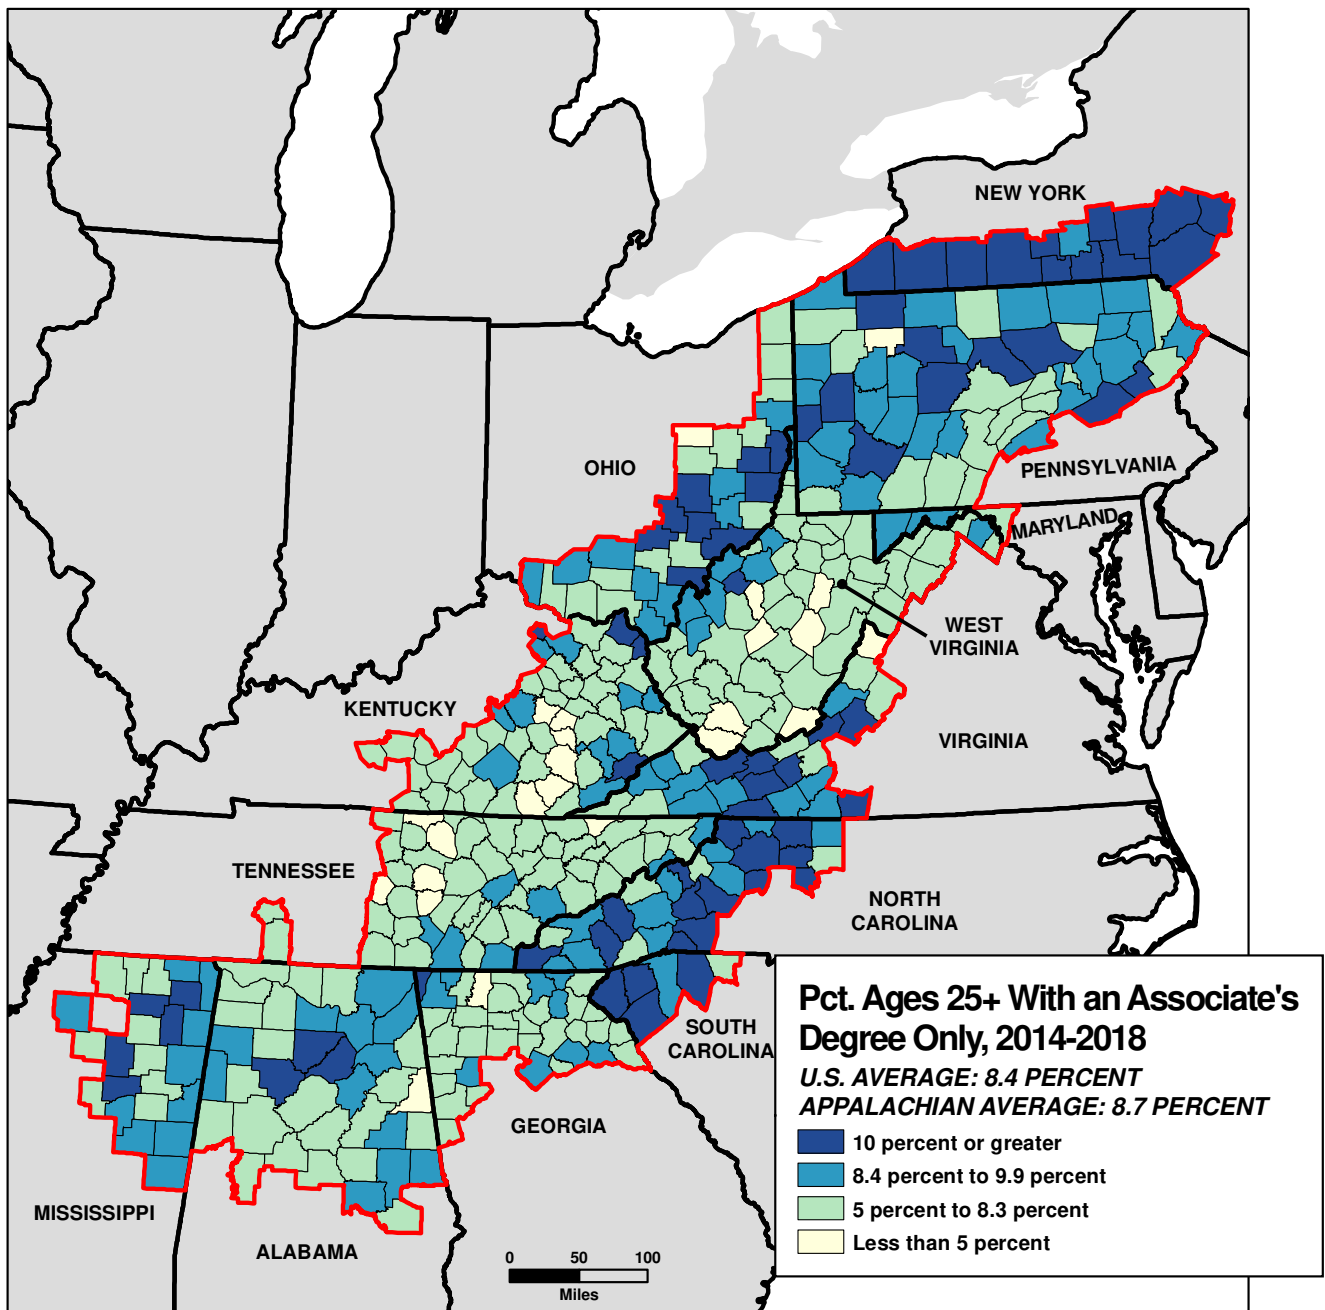 NEW YORK
OHIO
PENNSYLVANIA
MARYLAND
WEST
VIRGINIA
KENTUCKY
VIRGINIA
TENNESSEE
NORTH
CAROLINA
SOUTH
CAROLINA
GEORGIA
MISSISSIPPI
ALABAMA
0 50 100
Miles
Pct. Ages 25+ With an Associate's
Degree Only, 2014-2018
U.S. AVERAGE: 8.4 PERCENT
APPALACHIAN AVERAGE: 8.7 PERCENT
10 percent or greater
8.4 percent to 9.9 percent
5 percent to 8.3 percent
Less than 5 percent